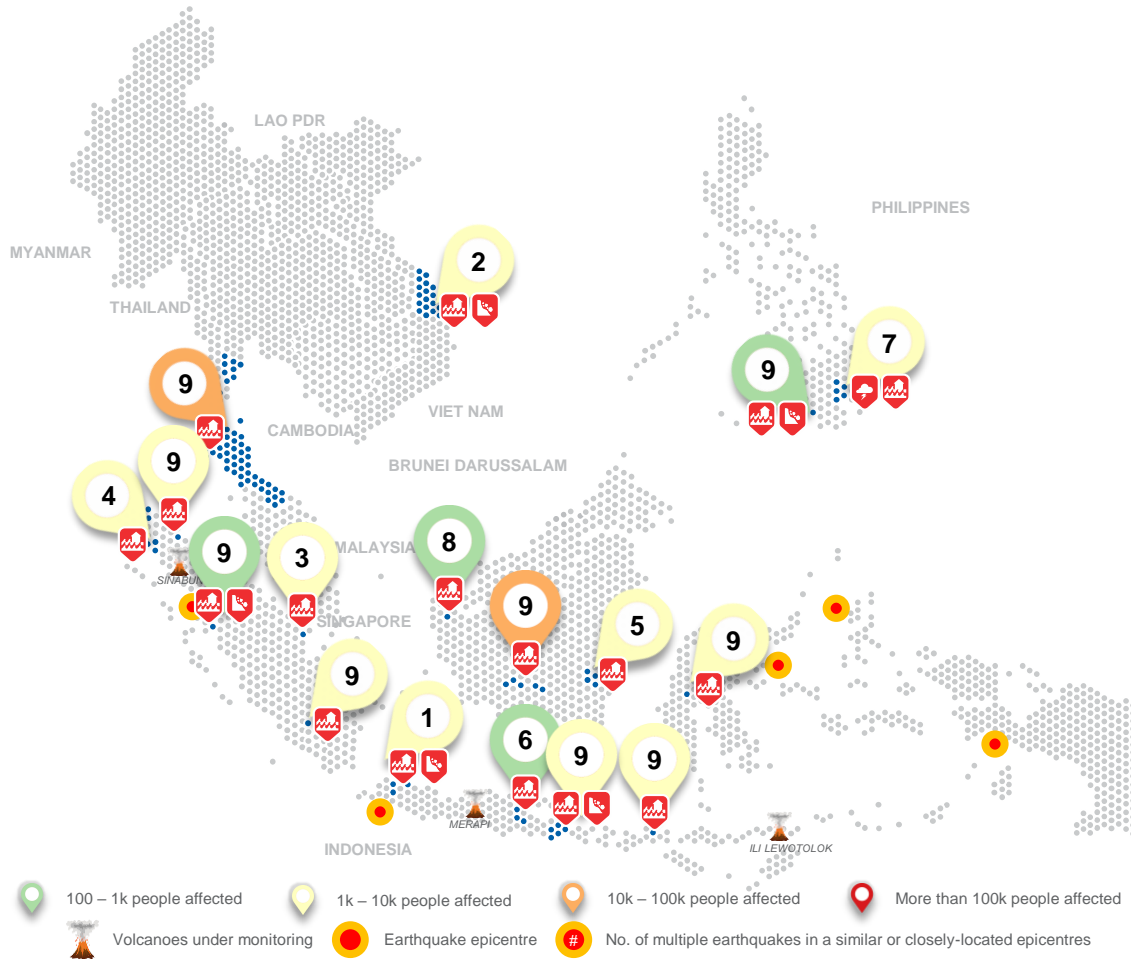 LAO PDR
PHILIPPINES
MYANMAR
2
THAILAND
7
9
9
VIET NAM
CAMBODIA
9
BRUNEI DARUSSALAM
4
9
3
MALAYSIA
8
SINABUN
9
SINGAPORE
5
9
9
1
6
9
9
MERAPI
INDONESIA
ILI LEWOTOLOK
100 – 1k people affected
1k – 10k people affected
10k – 100k people affected
More than 100k people affected
Volcanoes under monitoring
Earthquake epicentre
# No. of multiple earthquakes in a similar or closely-located epicentres